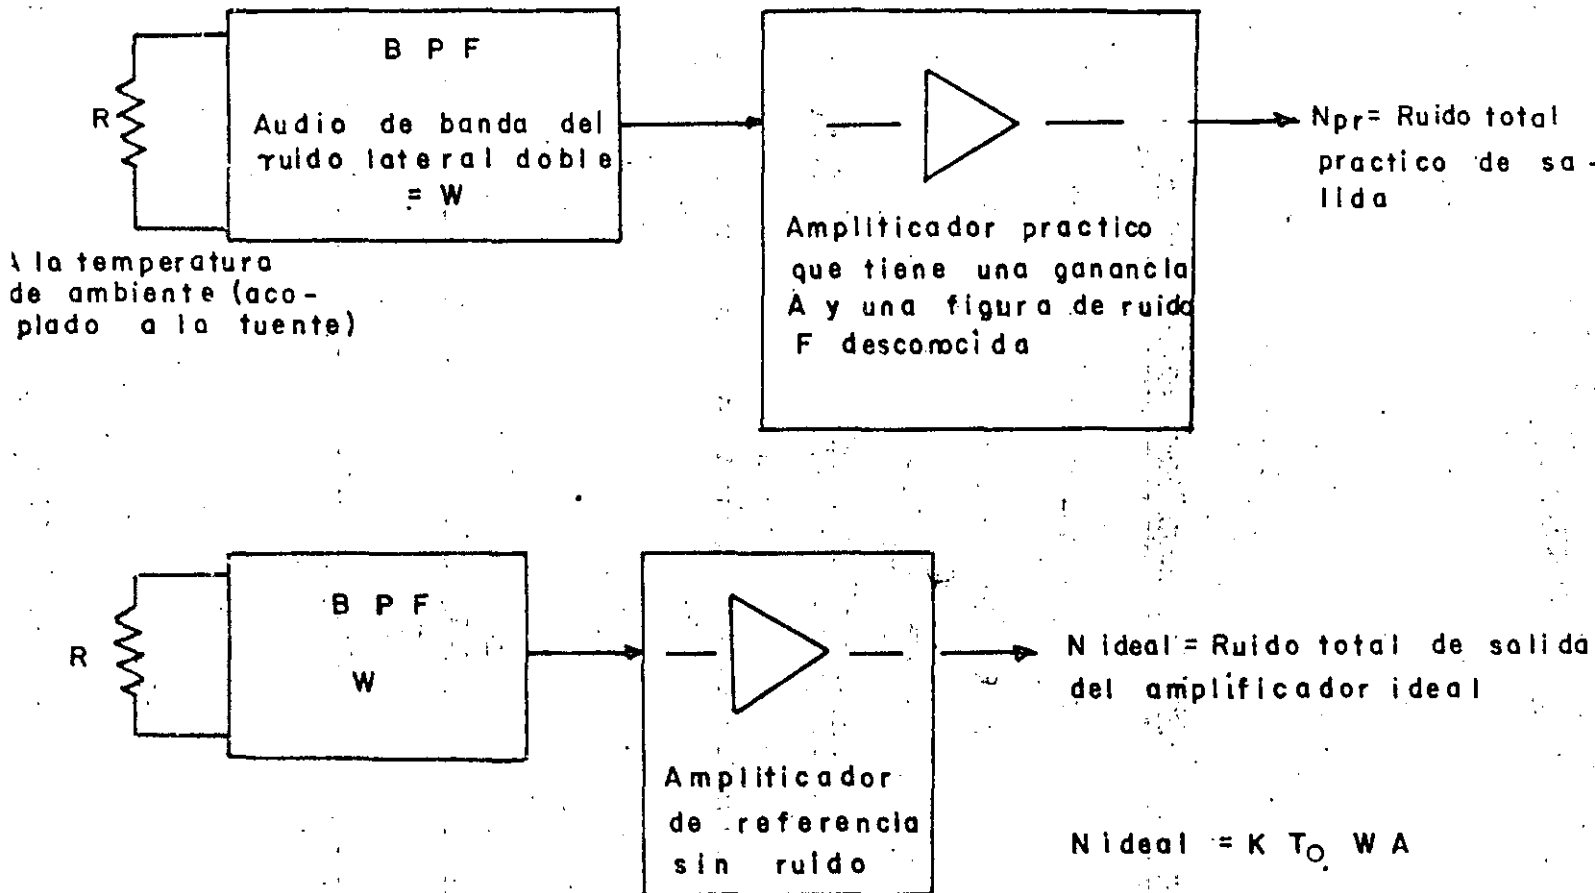 B P F
R
Audio de banda del
ruido lateral doble
= W
Npr = Ruido total
practico de sa-
lida
Amplificador practico
que tiene una ganancia
A y una figura de ruido
F desconocida
la temperatura
de ambiente (aco-
plado a la fuente)
B P F
R
W
N ideal = Ruido total de salida
del amplificador ideal
Amplificador
de referencia
sin ruido
N ideal = K To W A